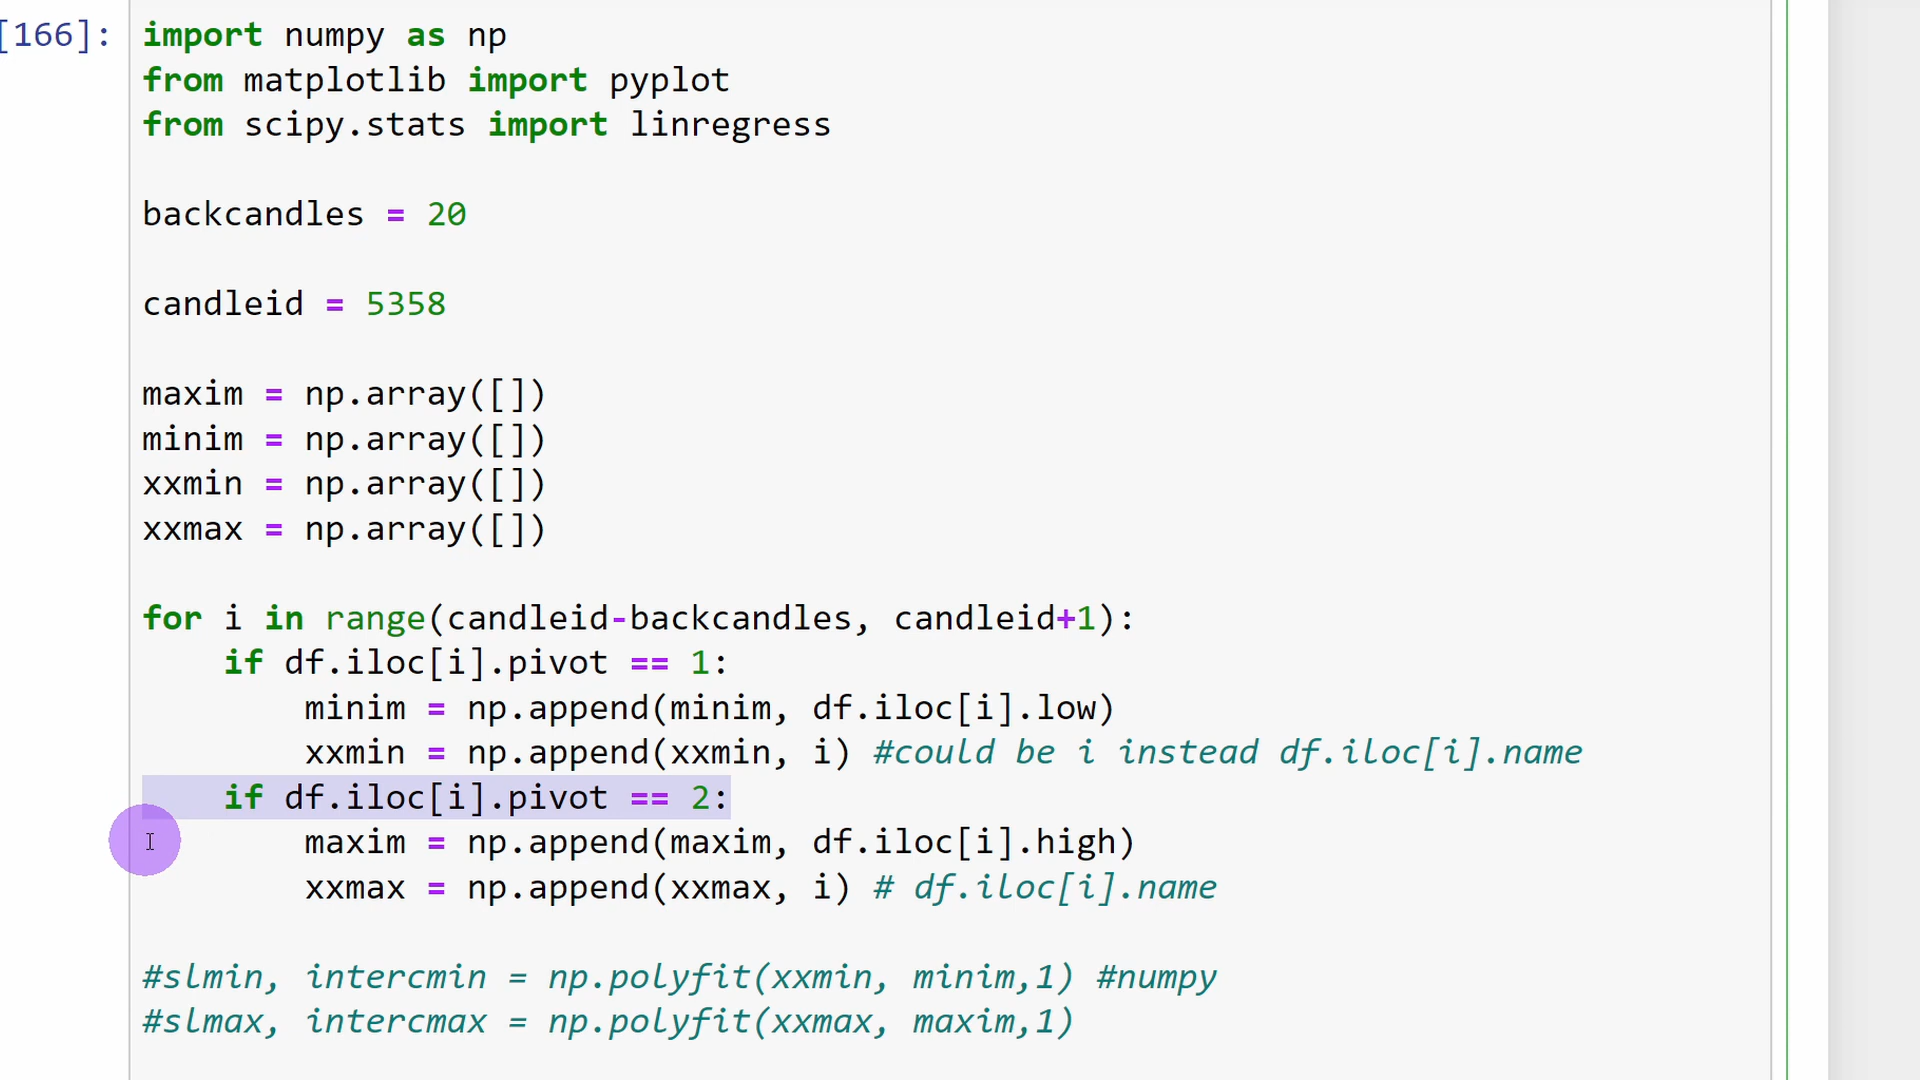 [166]:
import numpy as np
from matplotlib import pyplot
from scipy.stats import linregress
backcandles = 20
candleid = 5358
maxim = np.array([])
minim = np.array([])
xxmin = np.array([])
xxmax = np.array([])
for i in range(candleid-backcandles, candleid+1):
    if df.iloc[i].pivot == 1:
        minim = np.append(minim, df.iloc[i].low)
        xxmin = np.append(xxmin, i) #could be i instead df.iloc[i].name
    if df.iloc[i].pivot == 2:
        maxim = np.append(maxim, df.iloc[i].high)
        xxmax = np.append(xxmax, i) # df.iloc[i].name
#slmin, intercmin = np.polyfit(xxmin, minim,1) #numpy
#slmax, intercmax = np.polyfit(xxmax, maxim,1)